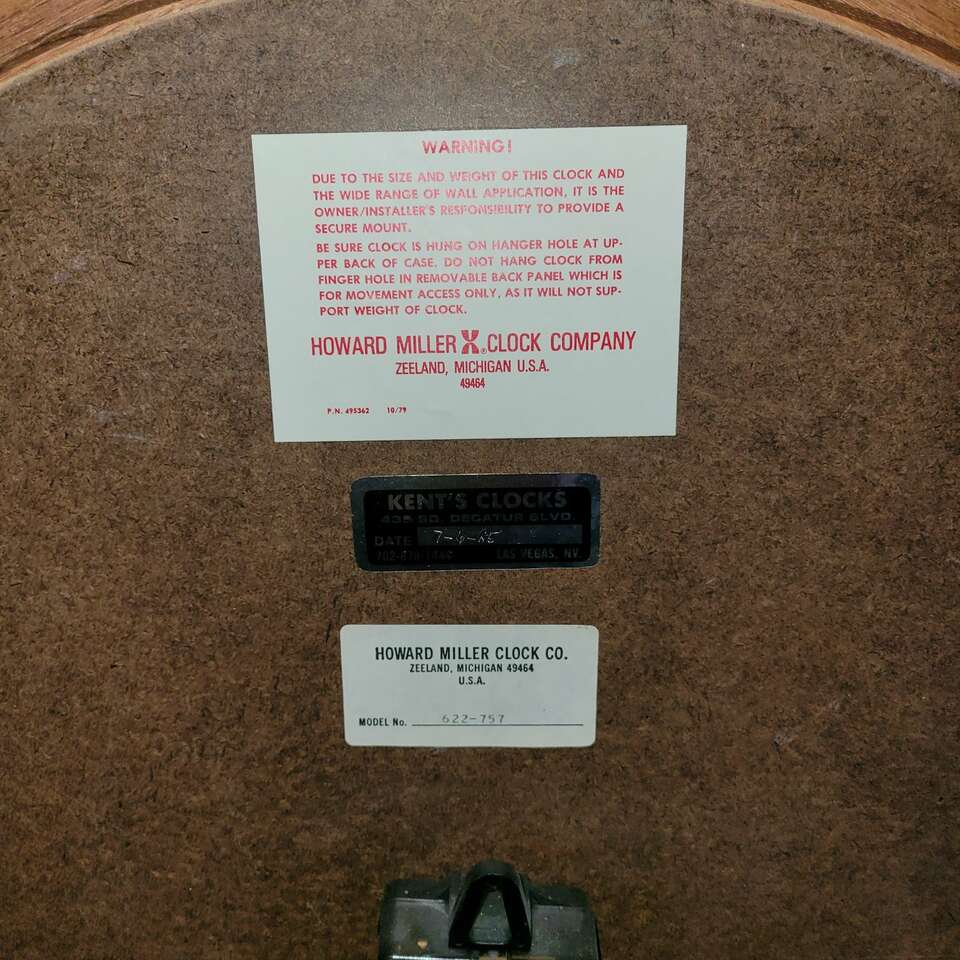 WARNING!
DUE TO THE SIZE AND WEIGHT OF THIS CLOCK AND
THE WIDE RANGE OF WALL APPLICATION, IT IS THE
OWNER/INSTALLER'S RESPONSIBILITY TO PROVIDE A
SECURE MOUNT.
BE SURE CLOCK IS HUNG ON HANGER HOLE AT UP-
PER BACK OF CASE. DO NOT HANG CLOCK FROM
FINGER HOLE IN REMOVABLE BACK PANEL WHICH IS
FOR MOVEMENT ACCESS ONLY, AS IT WILL NOT SUP-
PORT WEIGHT OF CLOCK.
HOWARD MILLER ® CLOCK COMPANY
ZEELAND, MICHIGAN U.S.A.
49464
P.N. 495362 10/79
KENT'S CLOCKS
435 SO. DECATUR BLVD.
DATE 7-6-85
LAS VEGAS, NV.
HOWARD MILLER CLOCK CO.
ZEELAND, MICHIGAN 49464
U.S.A.
MODEL No. 622-757